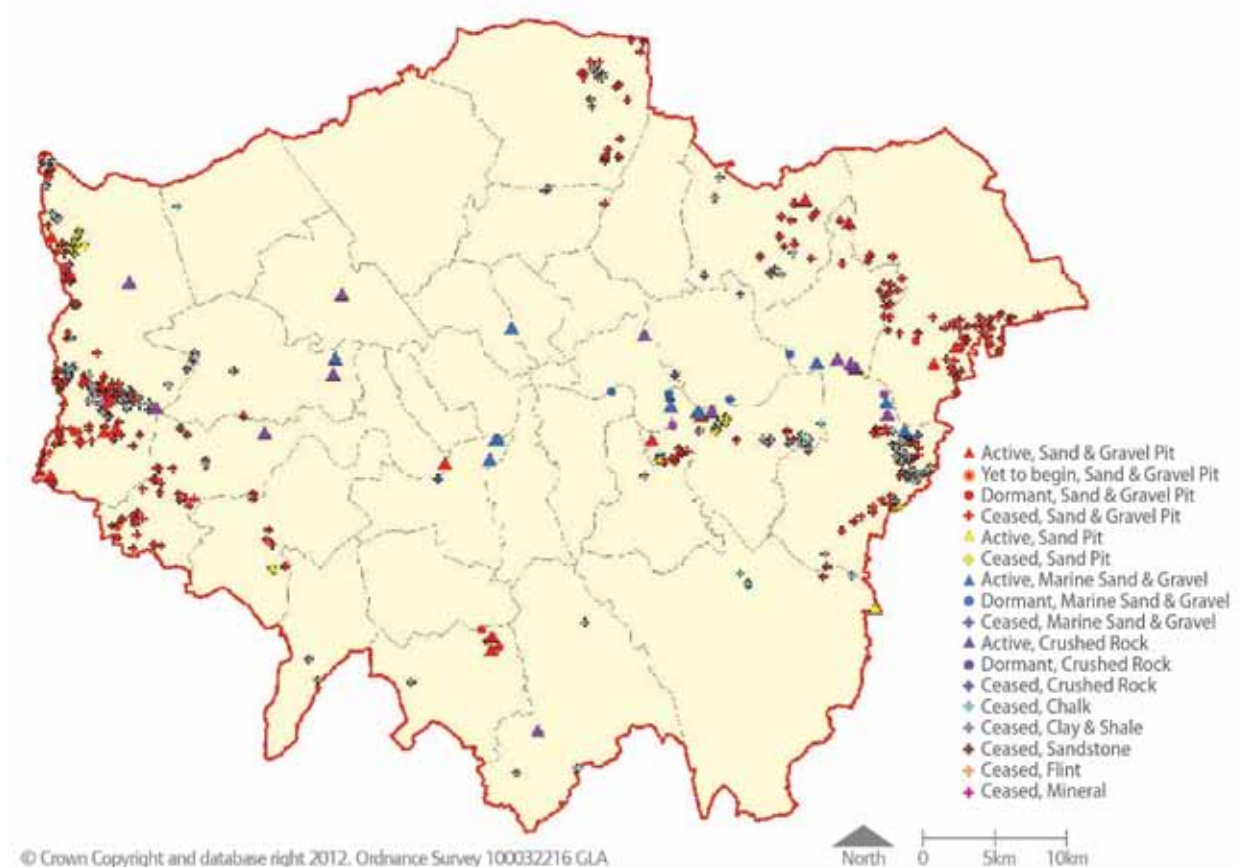 Active, Sand & Gravel Pit
Yet to begin, Sand & Gravel Pit
Dormant, Sand & Gravel Pit
Ceased, Sand & Gravel Pit
Active, Sand Pit
Ceased, Sand Pit
Active, Marine Sand & Gravel
Dormant, Marine Sand & Gravel
Ceased, Marine Sand & Gravel
Active, Crushed Rock
Dormant, Crushed Rock
Ceased, Crushed Rock
Ceased, Chalk
Ceased, Clay & Shale
Ceased, Sandstone
Ceased, Flint
Ceased, Mineral
© Crown Copyright and database right 2012. Ordnance Survey 100032216 GLA
North
0 5km 10km